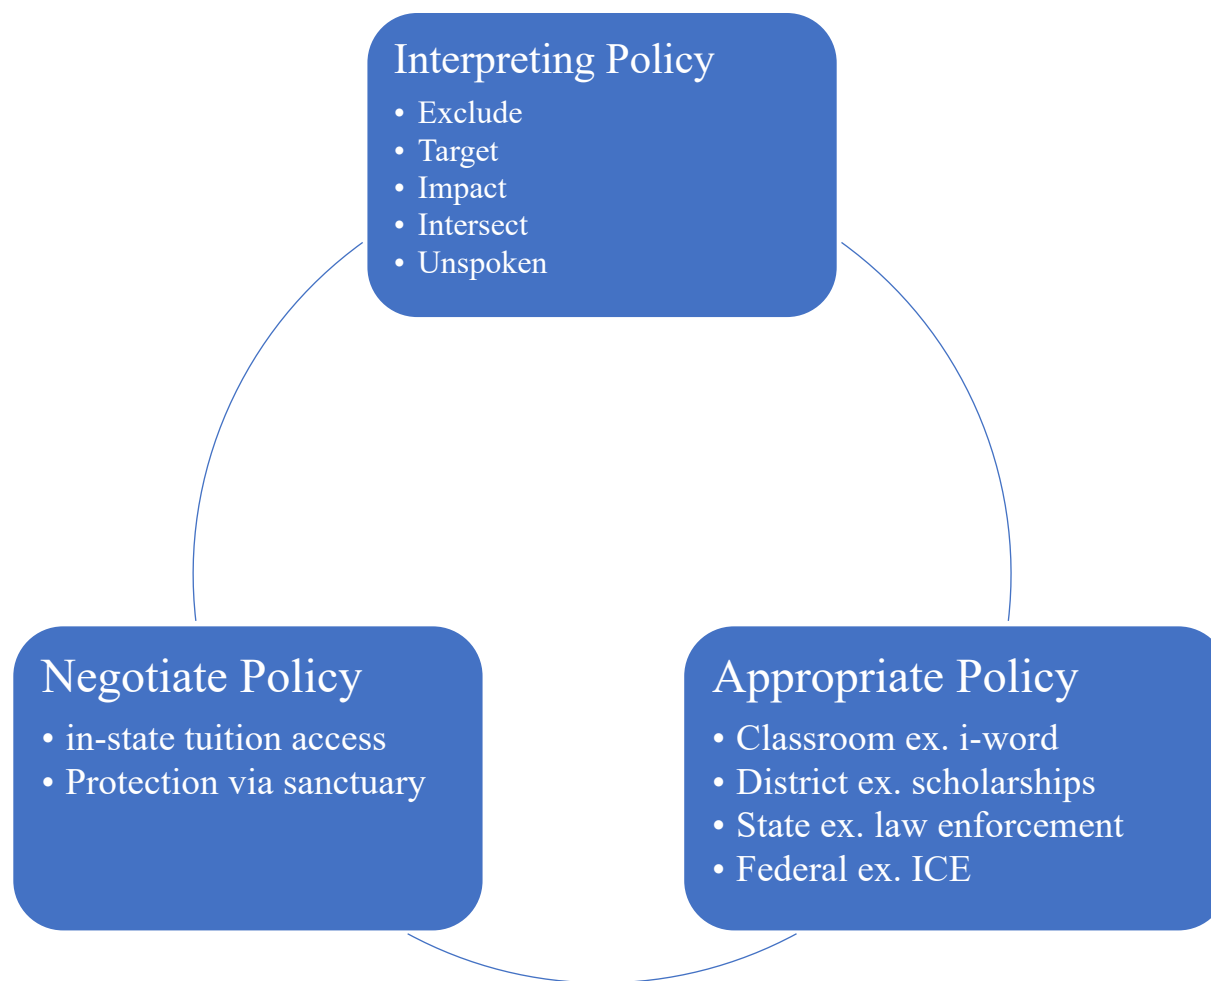 Interpreting Policy
• Exclude
• Target
• Impact
• Intersect
• Unspoken
Negotiate Policy
• in-state tuition access
• Protection via sanctuary
Appropriate Policy
• Classroom ex. i-word
• District ex. scholarships
• State ex. law enforcement
• Federal ex. ICE